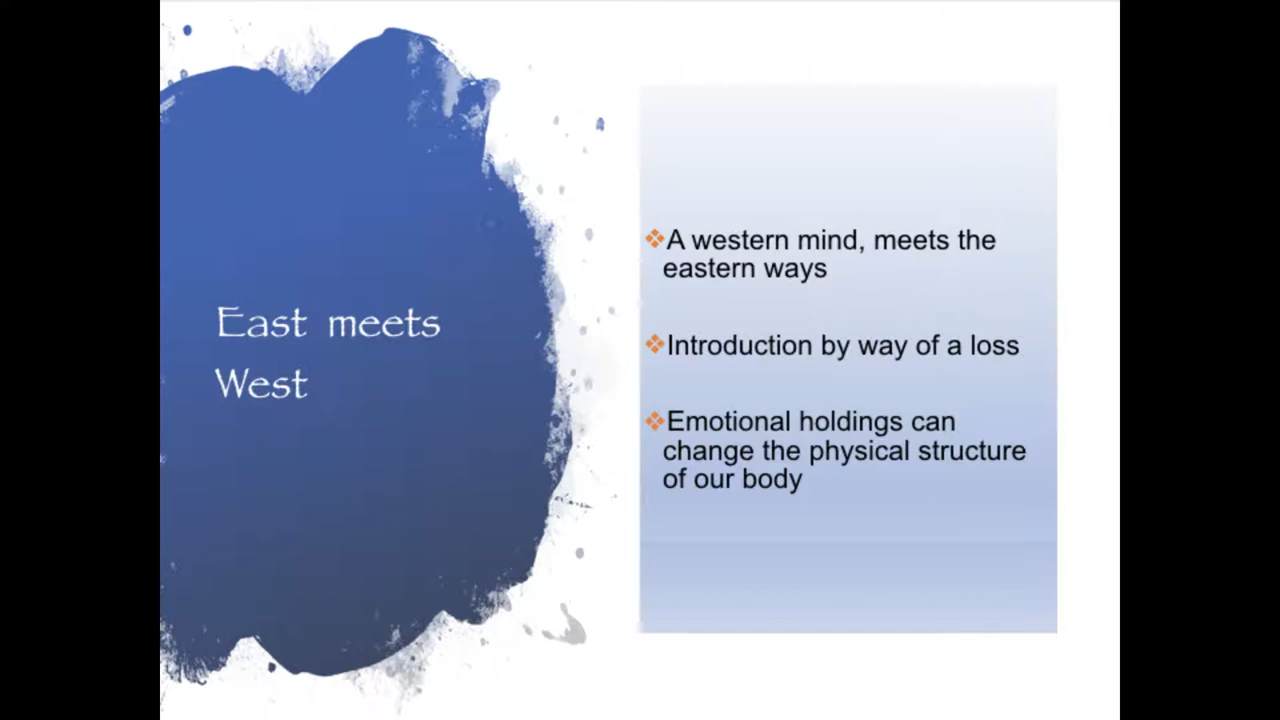 East meets
West
❖A western mind, meets the
eastern ways
❖Introduction by way of a loss
❖Emotional holdings can
change the physical structure
of our body